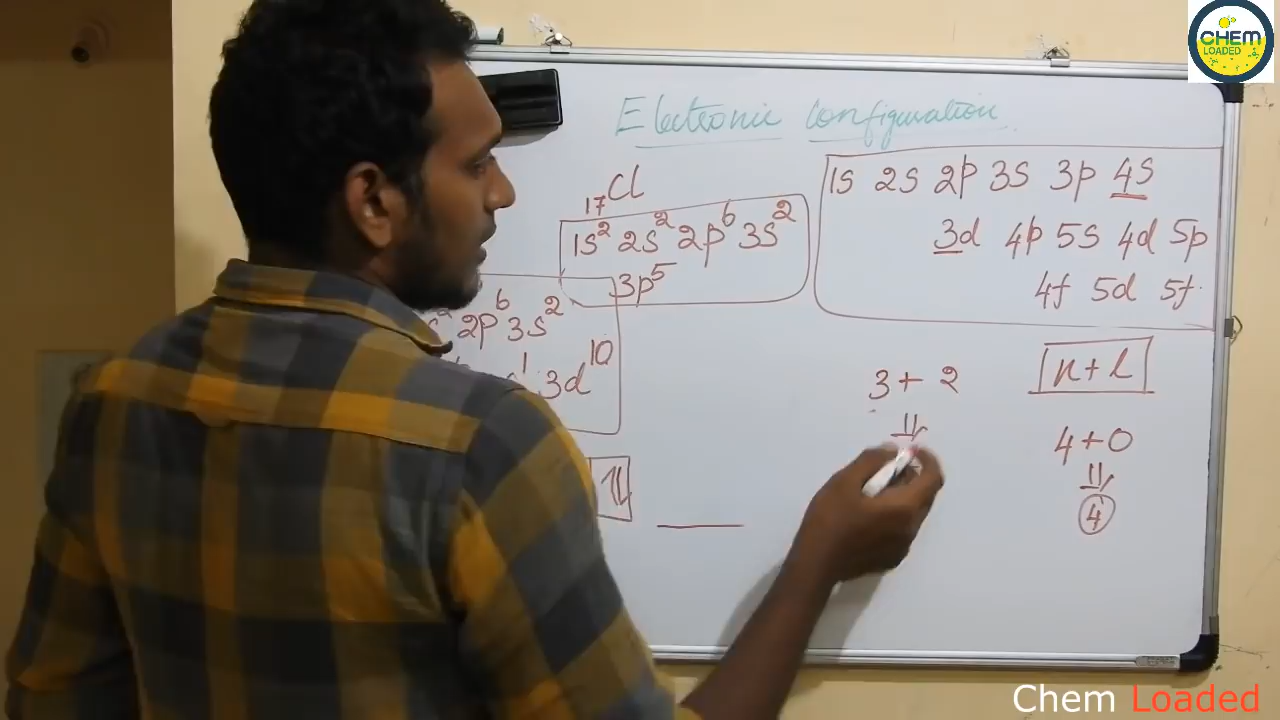 CHEM
LOADED
Electronic configuration
17Cl
1s² 2s² 2p⁶ 3s²
3p⁵
1s 2s 2p 3s 3p 4s
3d 4p 5s 4d 5p
4f 5d 5f
2p⁶ 3s²
3d¹⁰
3 + 2
n + l
4 + 0
4
Chem Loaded